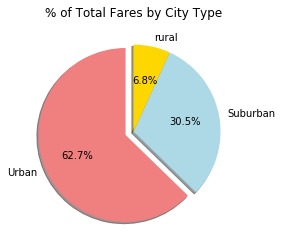 % of Total Fares by City Type
rural
6.8%
Suburban
30.5%
62.7%
Urban